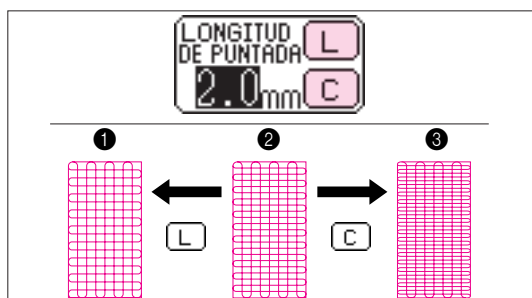 LONGITUD L
DE PUNTADA
2.0mm C
1 2 3
L C